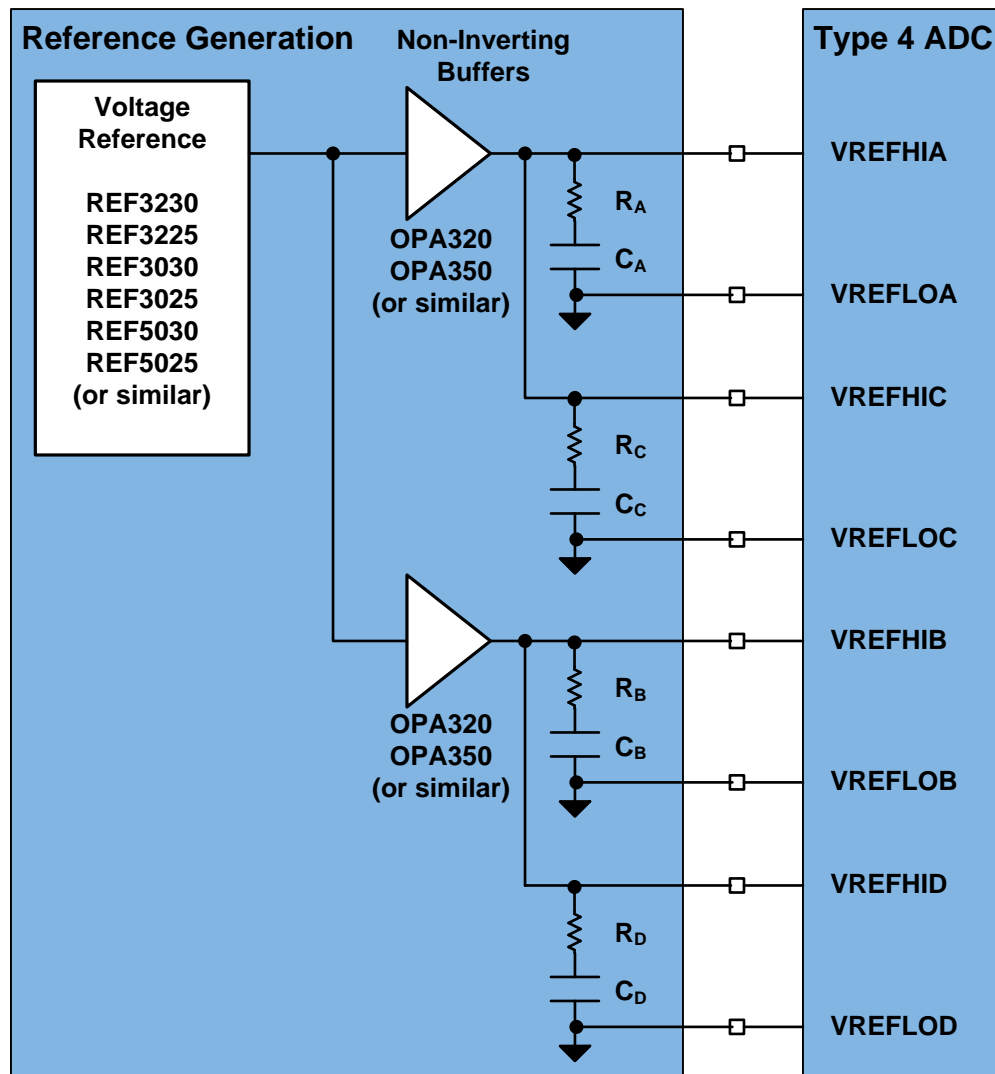 Reference Generation
Non-Inverting
Buffers
Type 4 ADC
Voltage
Reference
REF3230
REF3225
REF3030
REF3025
REF5030
REF5025
(or similar)
OPA320
OPA350
(or similar)
RA
CA
VREFHIA
VREFLOA
RC
CC
VREFHIC
VREFLOC
OPA320
OPA350
(or similar)
RB
CB
VREFHIB
VREFLOB
RD
CD
VREFHID
VREFLOD